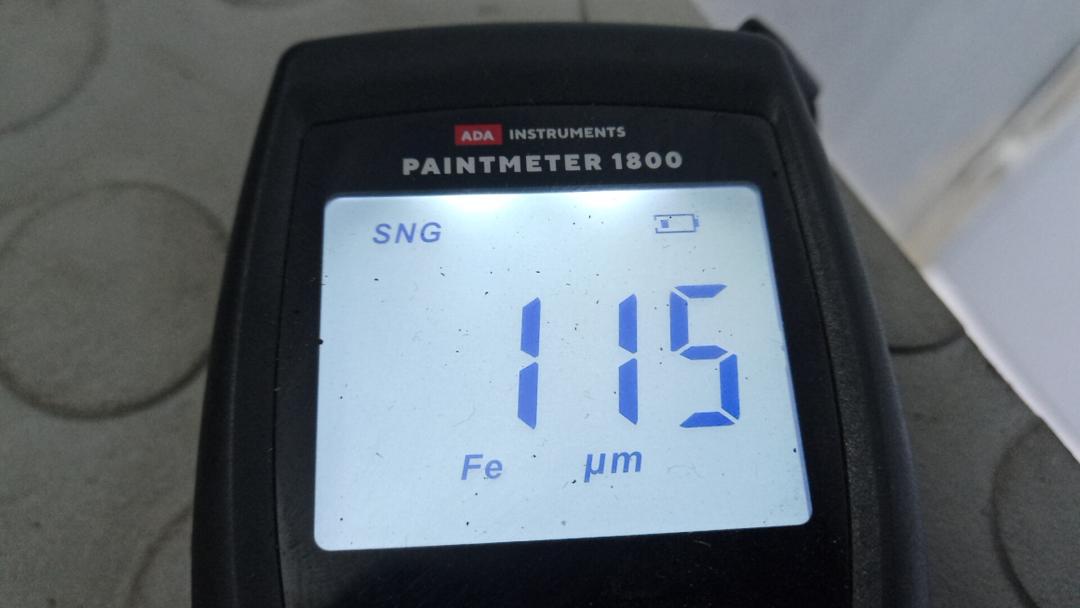 ADA INSTRUMENTS
PAINTMETER 1800
SNG
115
Fe µm